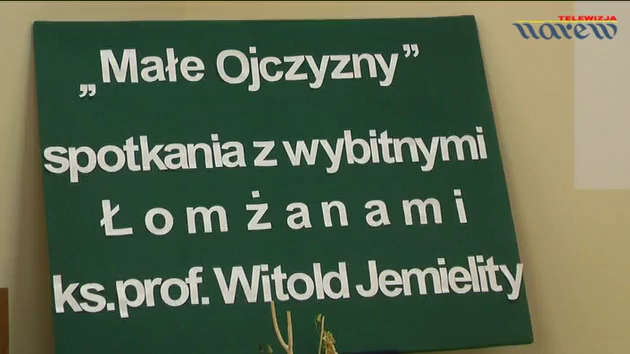 TELEWIZJA
narew
„Małe Ojczyzny”
spotkania z wybitnymi
Łomżanami
ks.prof. Witold Jemielity